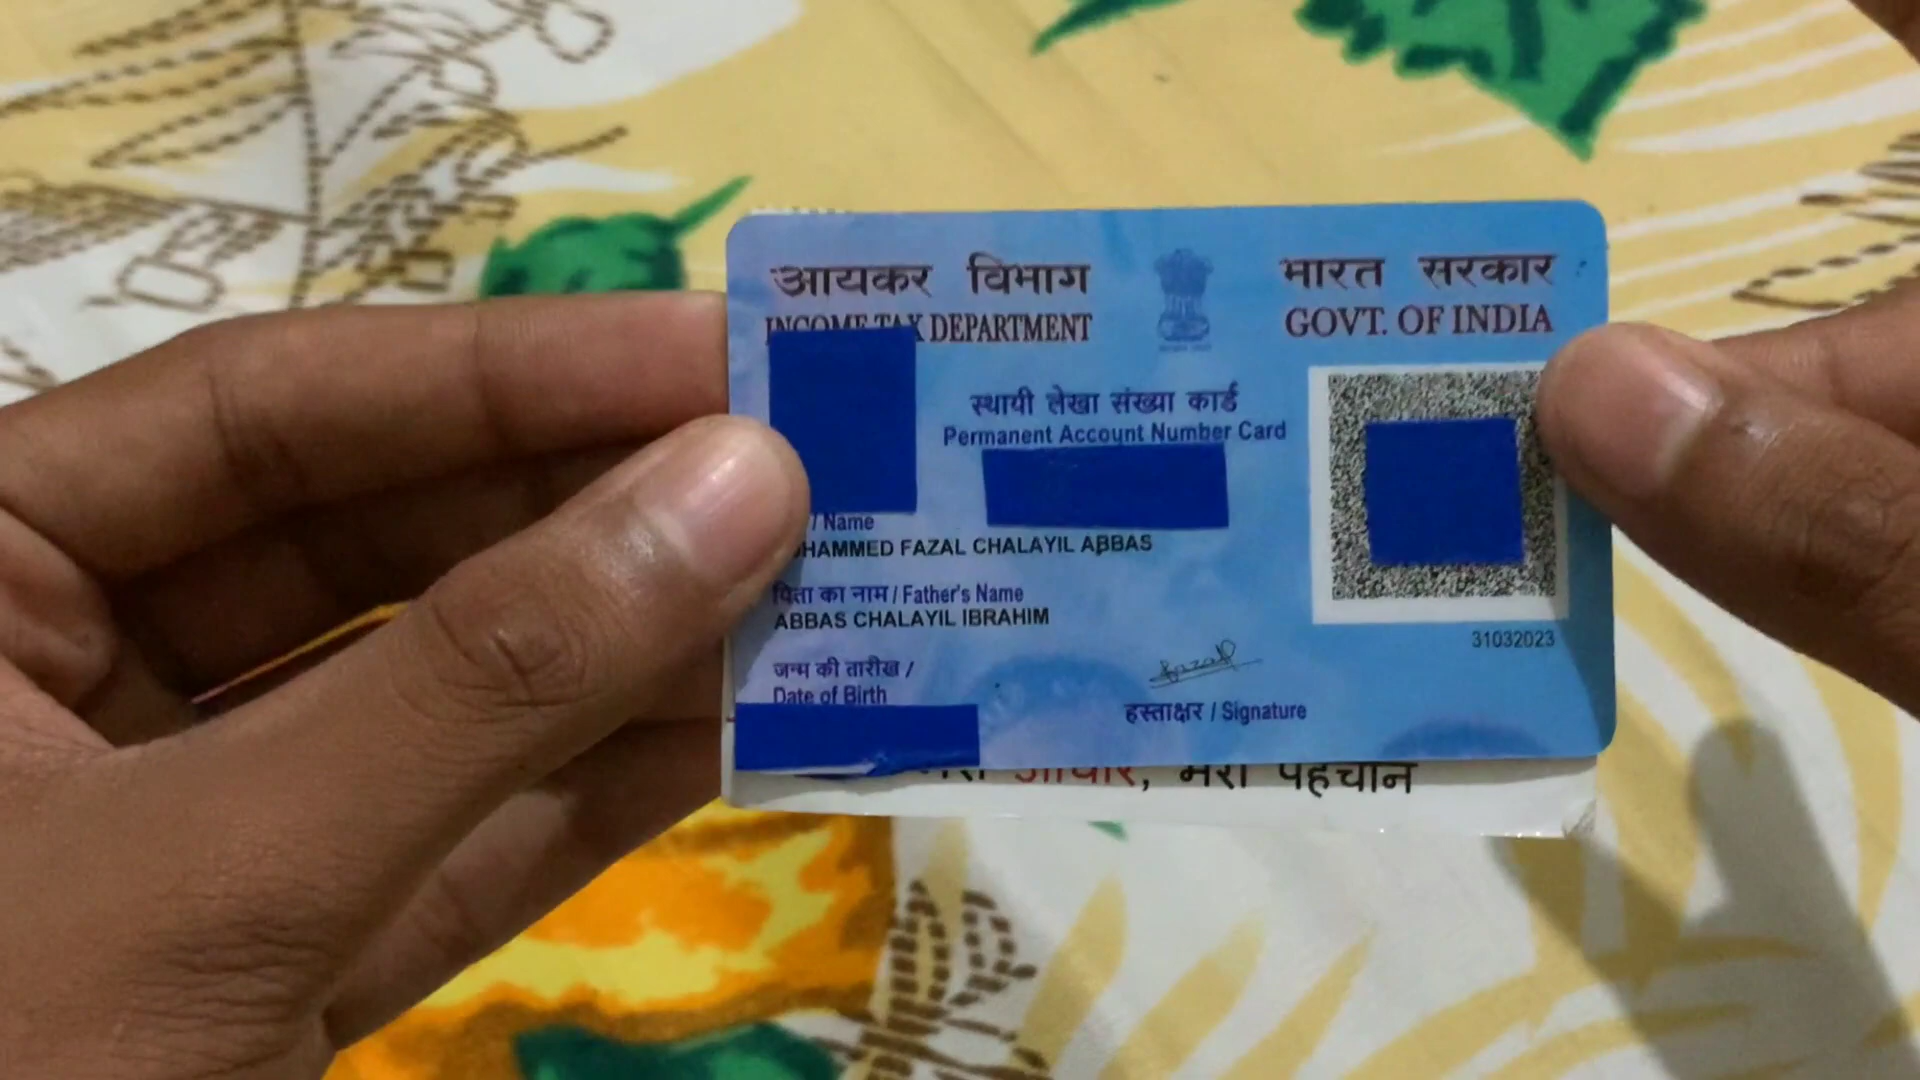 आयकर विभाग
INCOME TAX DEPARTMENT
भारत सरकार
GOVT. OF INDIA
स्थायी लेखा संख्या कार्ड
Permanent Account Number Card
/ Name
HAMMED FAZAL CHALAYIL ABBAS
पिता का नाम / Father's Name
ABBAS CHALAYIL IBRAHIM
31032023
जन्म की तारीख /
Date of Birth
fazal
हस्ताक्षर / Signature
आधार, मेरी पहचान